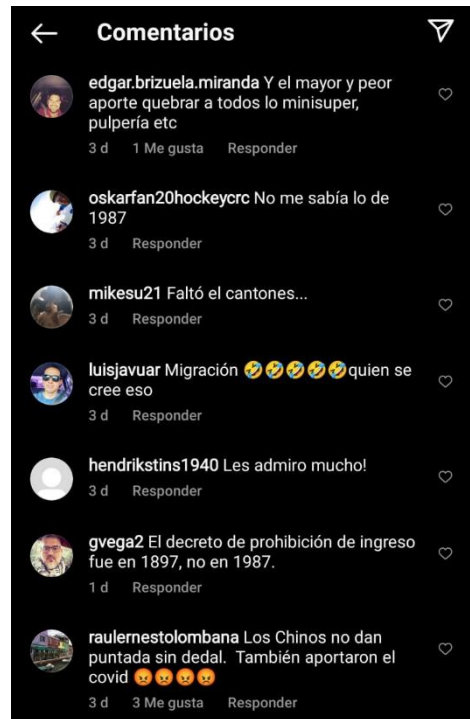 Comentarios
edgar.brizuela.miranda Y el mayor y peor
aporte quebrar a todos lo minisuper,
pulpería etc
3 d 1 Me gusta Responder
oskarfan20hockeycrc No me sabía lo de
1987
3 d Responder
mikesu21 Faltó el cantones...
3 d Responder
luisjavuar Migración 🤣🤣🤣🤣🤣quien se
cree eso
3 d Responder
hendrikstins1940 Les admiro mucho!
3 d Responder
gvega2 El decreto de prohibición de ingreso
fue en 1897, no en 1987.
1 d Responder
raulernestolombana Los Chinos no dan
puntada sin dedal. También aportaron el
covid 😡😡😡😡
3 d 3 Me gusta Responder